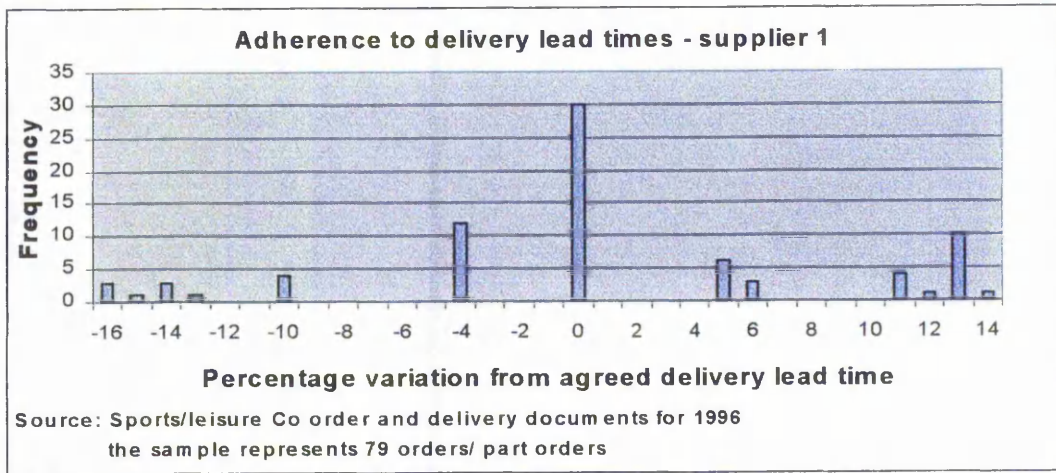 Adherence to delivery lead times - supplier 1
35
30
25
20
15
10
5
0
Frequency
-16 -14 -12 -10 -8 -6 -4 -2 0 2 4 6 8 10 12 14
Percentage variation from agreed delivery lead time
Source: Sports/leisure Co order and delivery documents for 1996
the sample represents 79 orders/ part orders